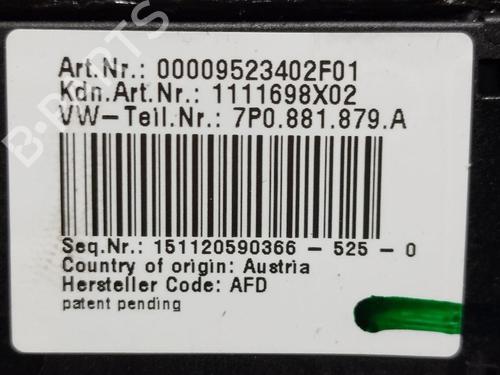 B-PARTS
Art.Nr.: 00009523402F01
Kdn.Art.Nr.: 1111698X02
VW-Teil.Nr.: 7P0.881.879.A
Seq.Nr.: 151120590366 - 525 - 0
Country of origin: Austria
Hersteller Code: AFD
patent pending